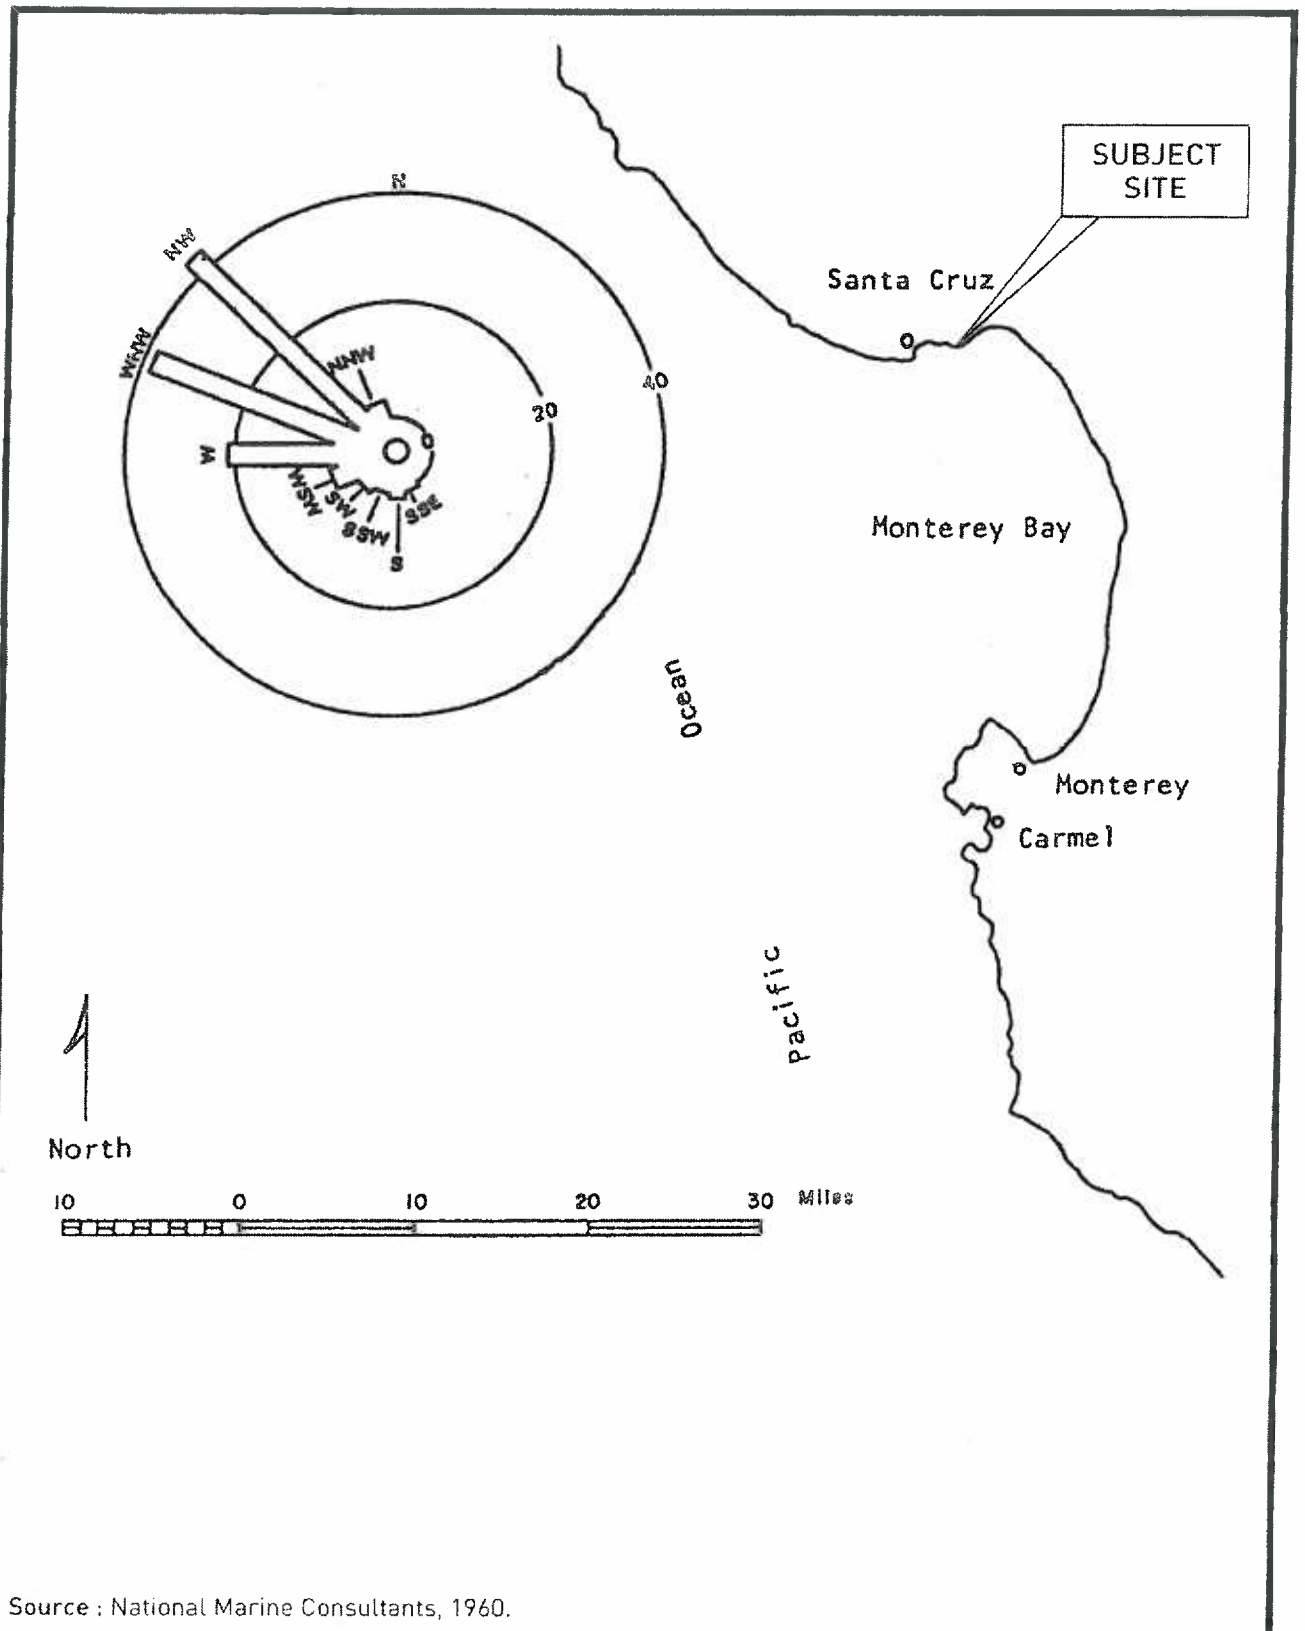 SUBJECT
SITE
N
NW
WNW
NNW
Santa Cruz
40
20
0
W
WSW
SW
SSW
S
SSE
Monterey Bay
Ocean
Monterey
Carmel
Pacific
North
10 0 10 20 30 Miles
Source : National Marine Consultants, 1960.